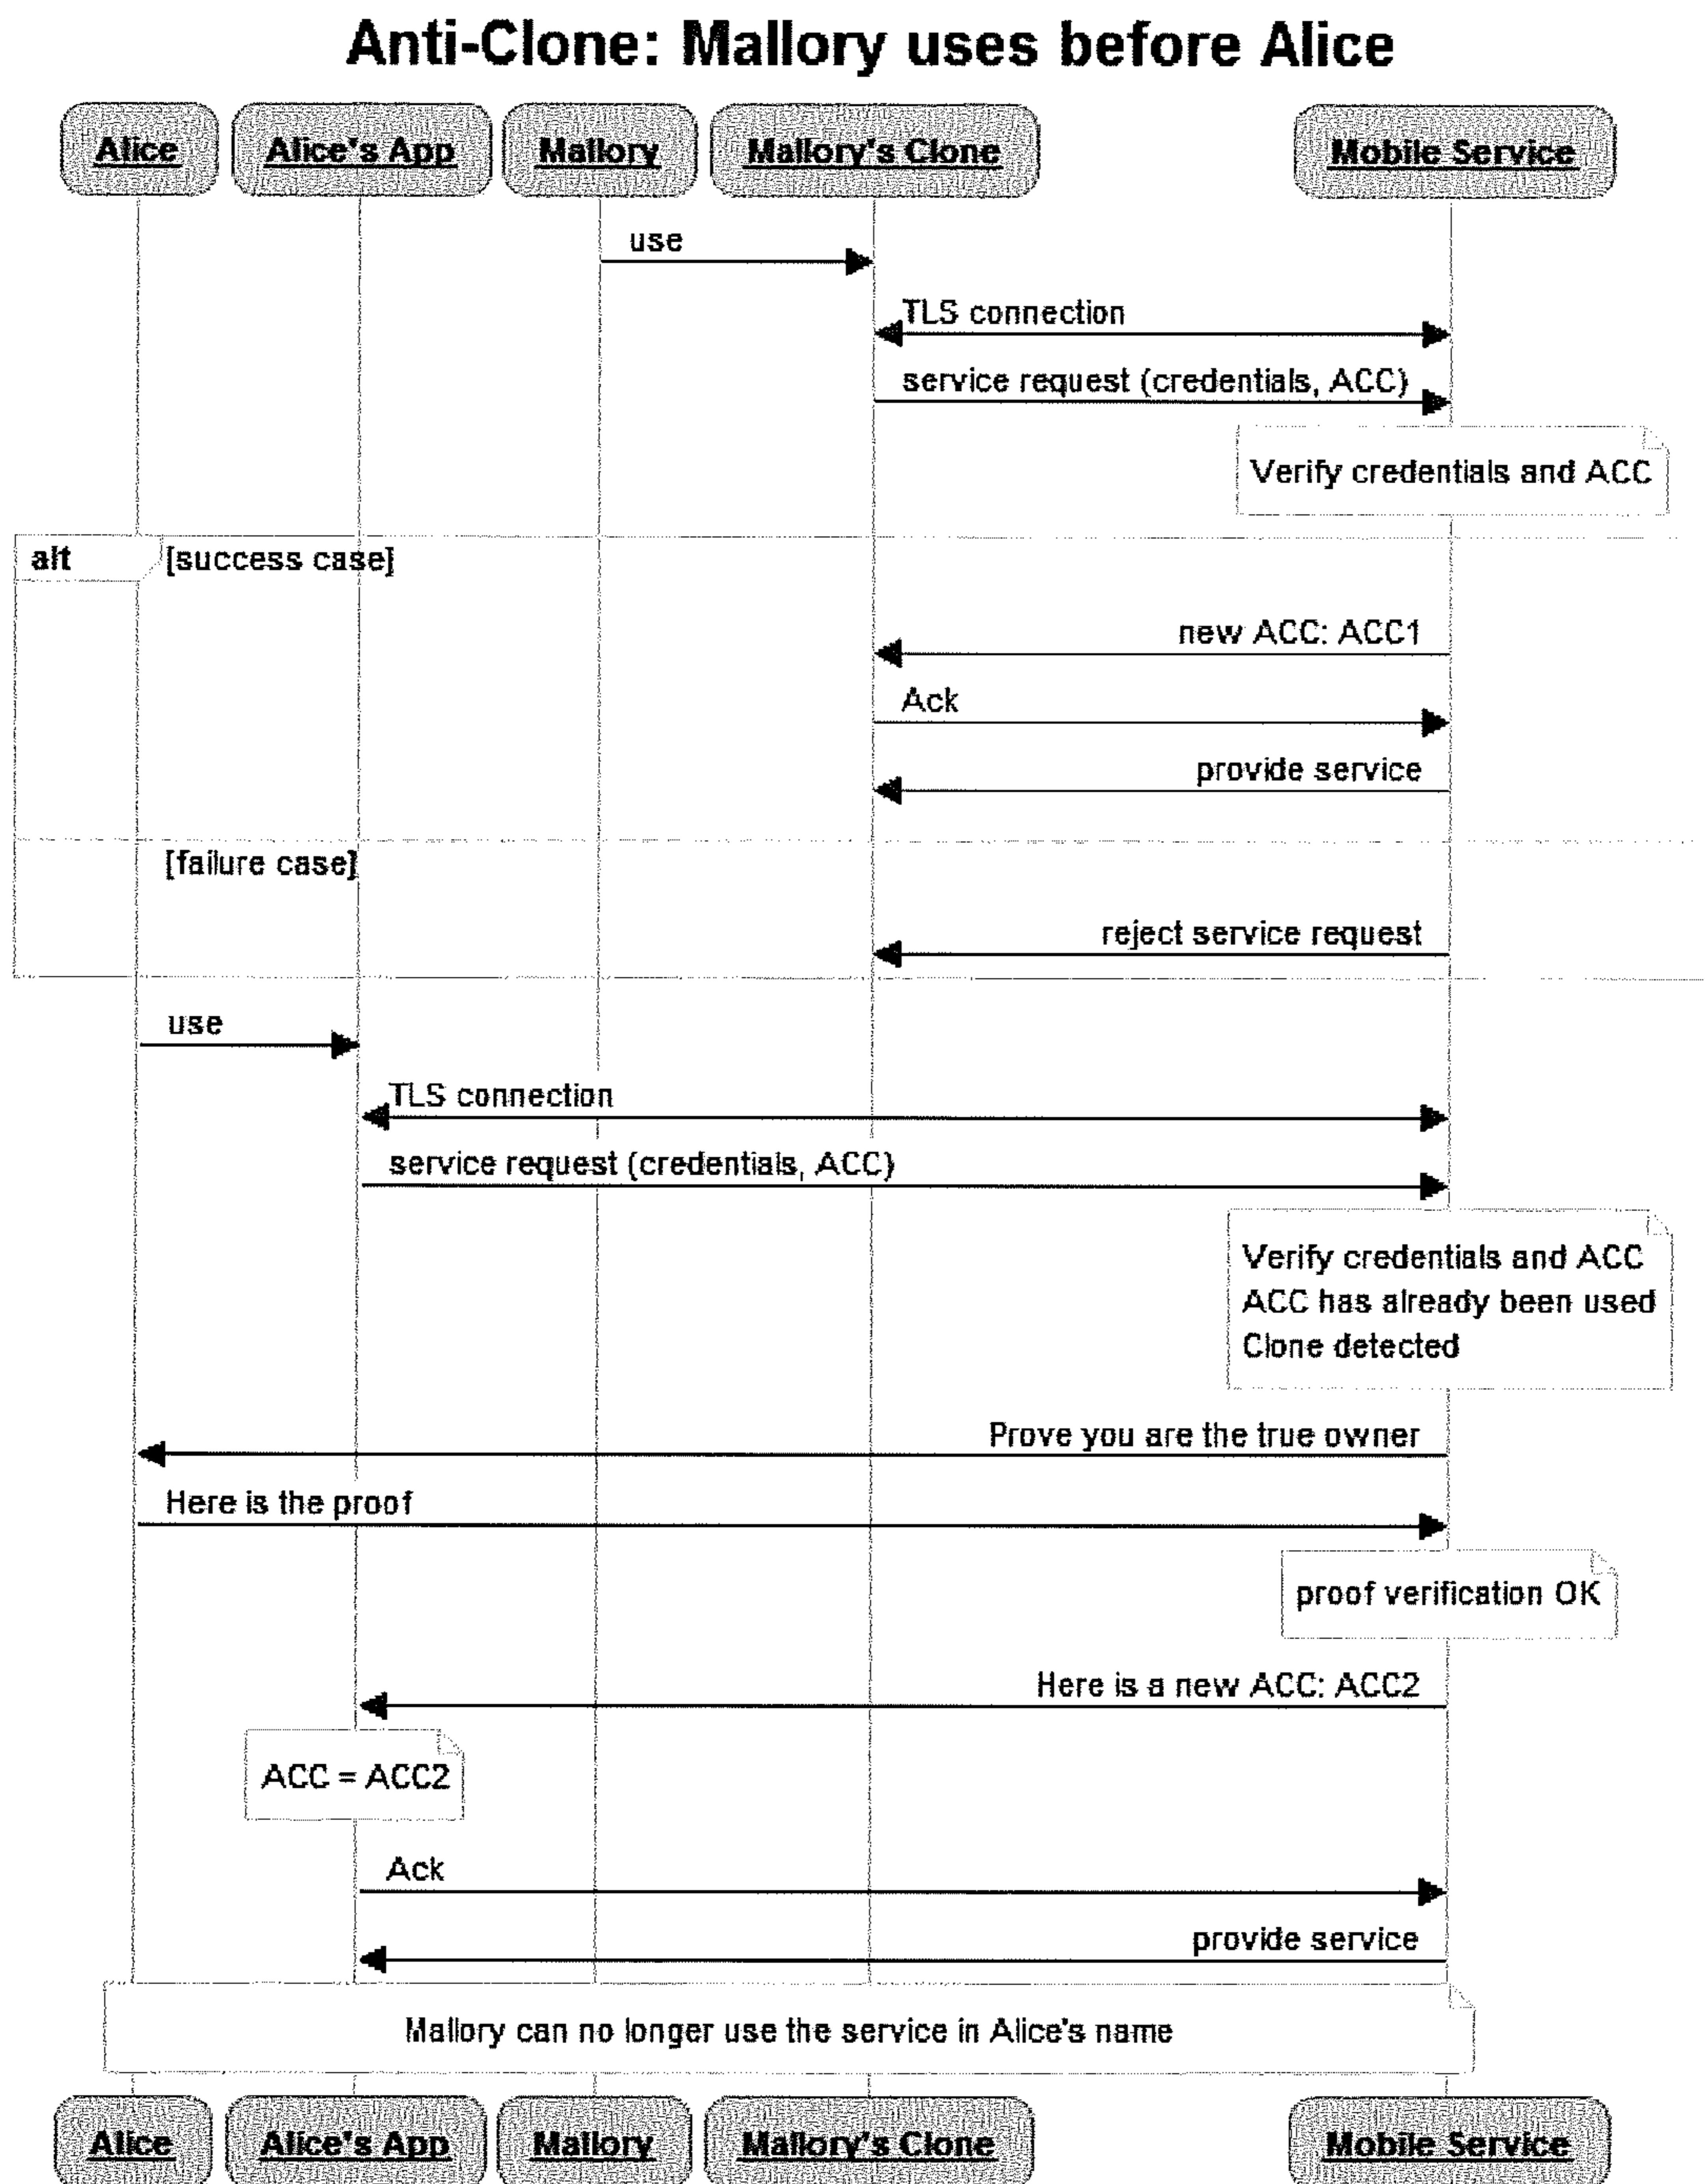 Anti-Clone: Mallory uses before Alice
Alice
Alice's App
Mallory
Mallory's Clone
Mobile Service
use
TLS connection
service request (credentials, ACC)
Verify credentials and ACC
alt
[success case]
new ACC: ACC1
Ack
provide service
[failure case]
reject service request
use
TLS connection
service request (credentials, ACC)
Verify credentials and ACC
ACC has already been used
Clone detected
Prove you are the true owner
Here is the proof
proof verification OK
Here is a new ACC: ACC2
ACC = ACC2
Ack
provide service
Mallory can no longer use the service in Alice's name
Alice
Alice's App
Mallory
Mallory's Clone
Mobile Service